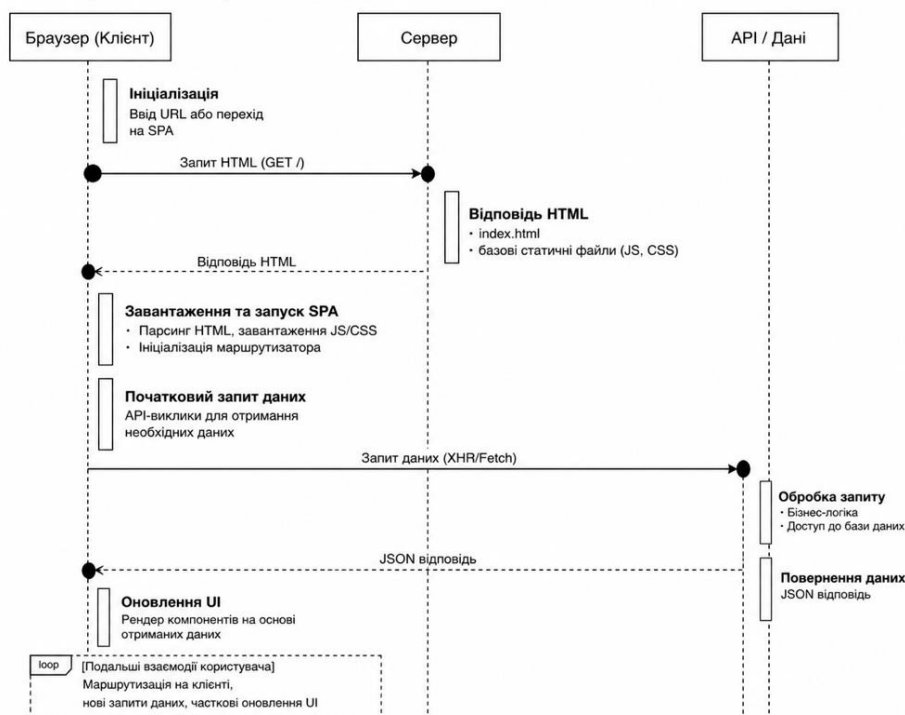 Браузер (Клієнт)
Сервер
API / Дані
Ініціалізація
Ввід URL або перехід
на SPA
Запит HTML (GET /)
Відповідь HTML
· index.html
· базові статичні файли (JS, CSS)
Відповідь HTML
Завантаження та запуск SPA
· Парсинг HTML, завантаження JS/CSS
· Ініціалізація маршрутизатора
Початковий запит даних
API-виклики для отримання
необхідних даних
Запит даних (XHR/Fetch)
Обробка запиту
· Бізнес-логіка
· Доступ до бази даних
JSON відповідь
Повернення даних
JSON відповідь
Оновлення UI
Рендер компонентів на основі
отриманих даних
loop [Подальші взаємодії користувача]
Маршрутизація на клієнті,
нові запити даних, часткові оновлення UI